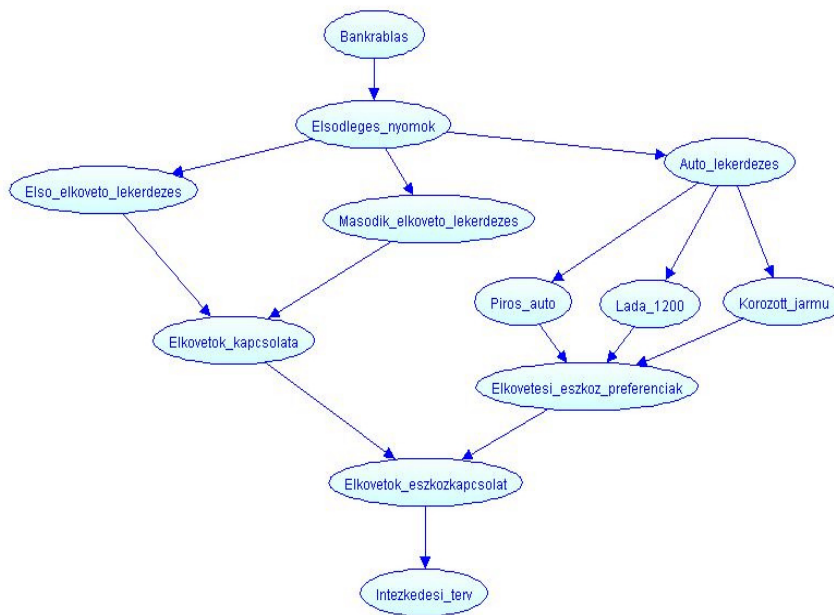 Bankrablas
Elsodleges_nyomok
Auto_lekerdezes
Elso_elkoveto_lekerdezes
Masodik_elkoveto_lekerdezes
Piros_auto
Lada_1200
Korozott_jarmu
Elkovetok_kapcsolata
Elkovetesi_eszkoz_preferenciak
Elkovetok_eszkozkapcsolat
Intezkedesi_terv